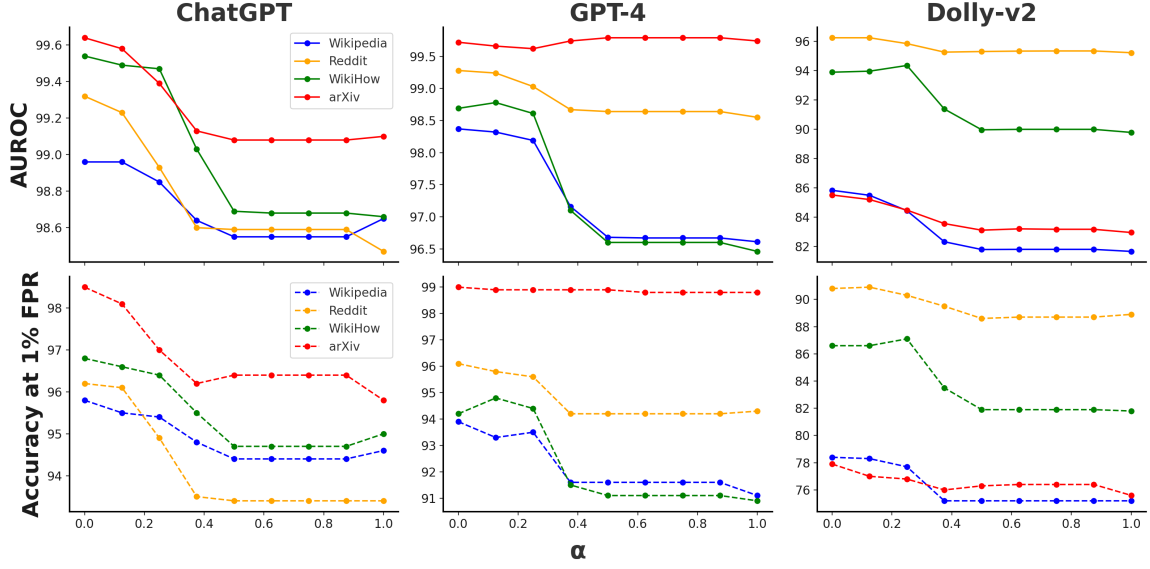 ChatGPT
GPT-4
Dolly-v2
AUROC
99.6
99.4
99.2
99.0
98.8
98.6
Wikipedia
Reddit
WikiHow
arXiv
99.5
99.0
98.5
98.0
97.5
97.0
96.5
96
94
92
90
88
86
84
82
Accuracy at 1% FPR
98
97
96
95
94
Wikipedia
Reddit
WikiHow
arXiv
0.0 0.2 0.4 0.6 0.8 1.0
99
98
97
96
95
94
93
92
91
0.0 0.2 0.4 0.6 0.8 1.0
90
88
86
84
82
80
78
76
0.0 0.2 0.4 0.6 0.8 1.0
α